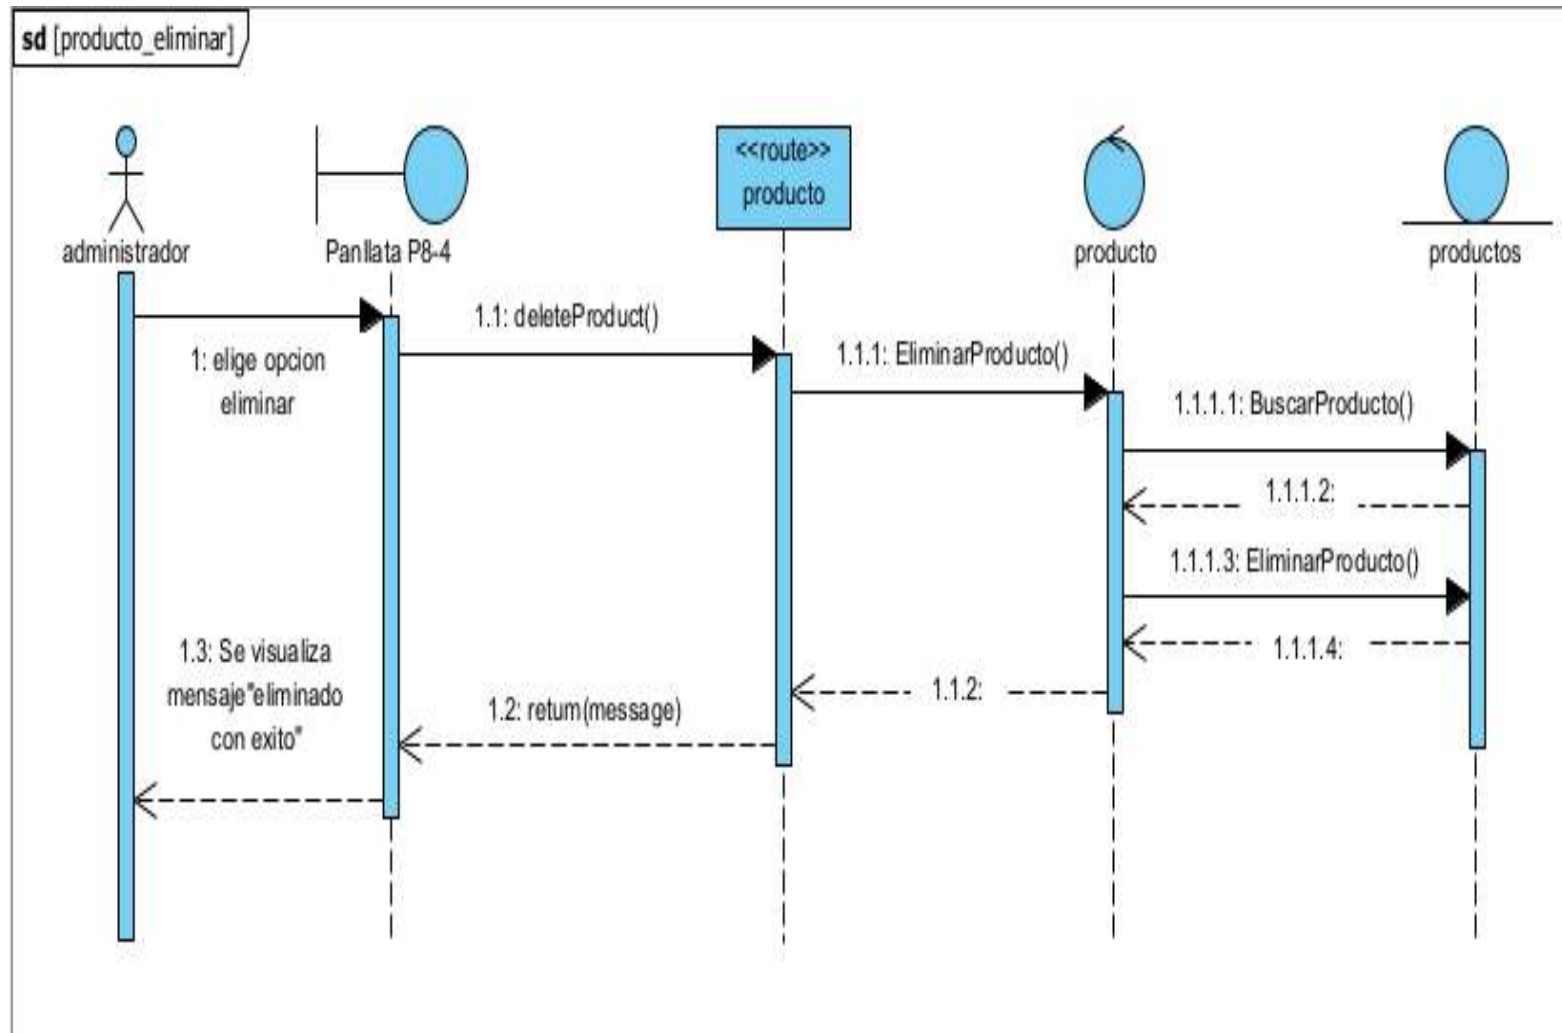 sd [producto_eliminar]
<<route>>
producto
administrador
Panllata P8-4
producto
productos
1: elige opcion
eliminar
1.1: deleteProduct()
1.1.1: EliminarProducto()
1.1.1.1: BuscarProducto()
1.1.1.2:
1.1.1.3: EliminarProducto()
1.1.1.4:
1.1.2:
1.2: return(message)
1.3: Se visualiza
mensaje"eliminado
con exito"